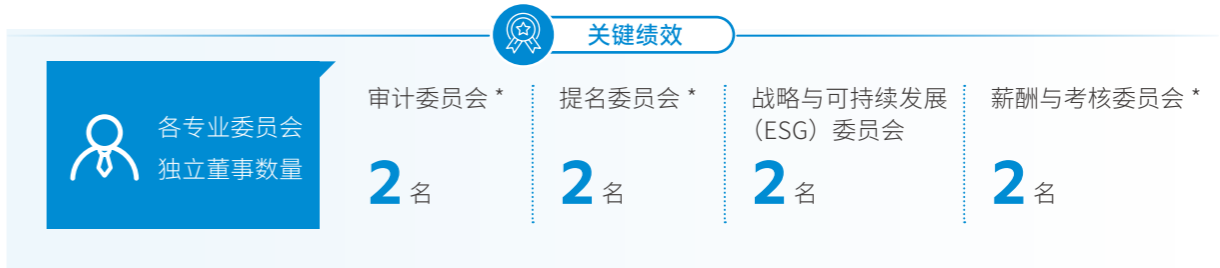 关键绩效
各专业委员会
独立董事数量
审计委员会 *
2 名
提名委员会 *
2 名
战略与可持续发展
（ESG）委员会
2 名
薪酬与考核委员会 *
2 名